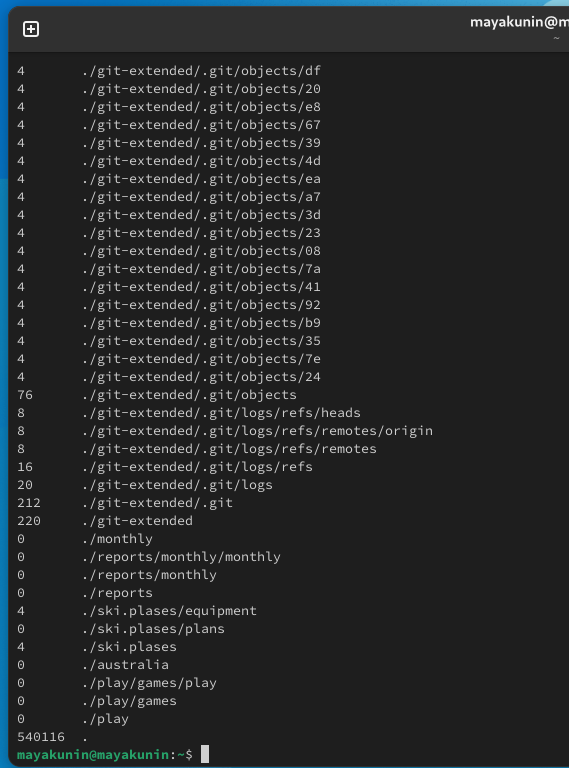 mayakunin@m
~
4 ./git-extended/.git/objects/df
4 ./git-extended/.git/objects/20
4 ./git-extended/.git/objects/e8
4 ./git-extended/.git/objects/67
4 ./git-extended/.git/objects/39
4 ./git-extended/.git/objects/4d
4 ./git-extended/.git/objects/ea
4 ./git-extended/.git/objects/a7
4 ./git-extended/.git/objects/3d
4 ./git-extended/.git/objects/23
4 ./git-extended/.git/objects/08
4 ./git-extended/.git/objects/7a
4 ./git-extended/.git/objects/41
4 ./git-extended/.git/objects/92
4 ./git-extended/.git/objects/b9
4 ./git-extended/.git/objects/35
4 ./git-extended/.git/objects/7e
4 ./git-extended/.git/objects/24
76 ./git-extended/.git/objects
8 ./git-extended/.git/logs/refs/heads
8 ./git-extended/.git/logs/refs/remotes/origin
8 ./git-extended/.git/logs/refs/remotes
16 ./git-extended/.git/logs/refs
20 ./git-extended/.git/logs
212 ./git-extended/.git
220 ./git-extended
0 ./monthly
0 ./reports/monthly/monthly
0 ./reports/monthly
0 ./reports
4 ./ski.plases/equipment
0 ./ski.plases/plans
4 ./ski.plases
0 ./australia
0 ./play/games/play
0 ./play/games
0 ./play
540116 .
mayakunin@mayakunin:~$